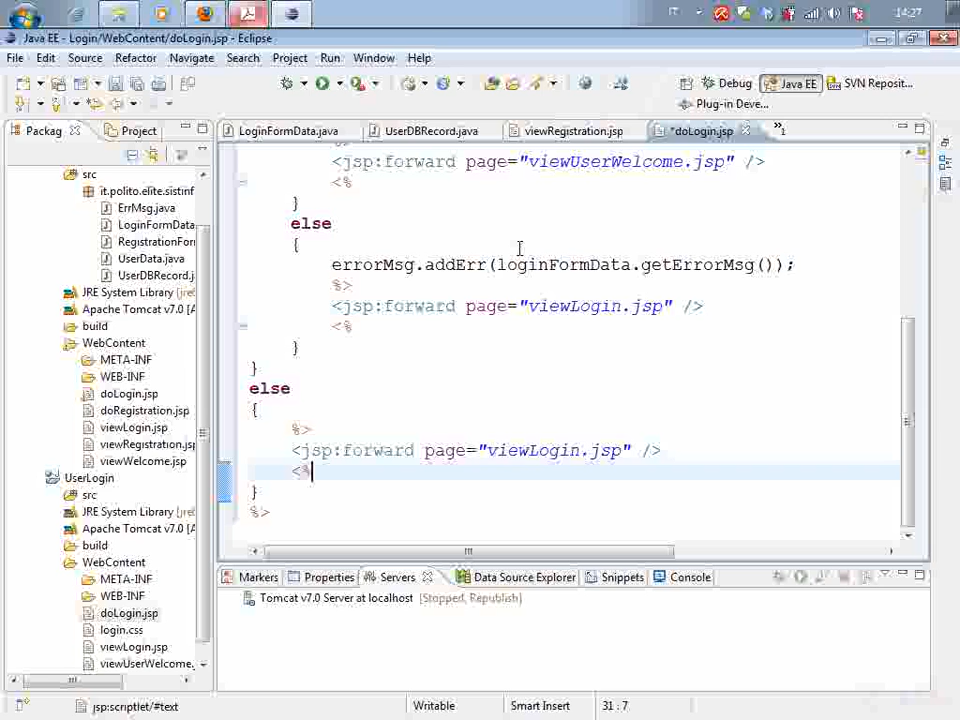 IT
14:27
Java EE - Login/WebContent/doLogin.jsp - Eclipse
File Edit Source Refactor Navigate Search Project Run Window Help
Debug Java EE SVN Reposit...
Plug-in Deve...
Packag Project
LoginFormData.java UserDBRecord.java viewRegistration.jsp *doLogin.jsp »1
src
it.polito.elite.sistinf
ErrMsg.java
LoginFormData
RegistrationFor
UserData.java
UserDBRecord.j
JRE System Library [jre
Apache Tomcat v7.0 [A
build
WebContent
META-INF
WEB-INF
doLogin.jsp
doRegistration.jsp
viewLogin.jsp
viewRegistration.jsp
viewWelcome.jsp
UserLogin
src
JRE System Library [jre
Apache Tomcat v7.0 [A
build
WebContent
META-INF
WEB-INF
doLogin.jsp
login.css
viewLogin.jsp
viewUserWelcome.
%>
<jsp:forward page="viewUserWelcome.jsp" />
<%
}
else
{
errorMsg.addErr(loginFormData.getErrorMsg());
%>
<jsp:forward page="viewLogin.jsp" />
<%
}
}
else
{
%>
<jsp:forward page="viewLogin.jsp" />
<%
}
%>
Markers Properties Servers Data Source Explorer Snippets Console
Tomcat v7.0 Server at localhost [Stopped, Republish]
jsp:scriptlet/#text Writable Smart Insert 31 : 7